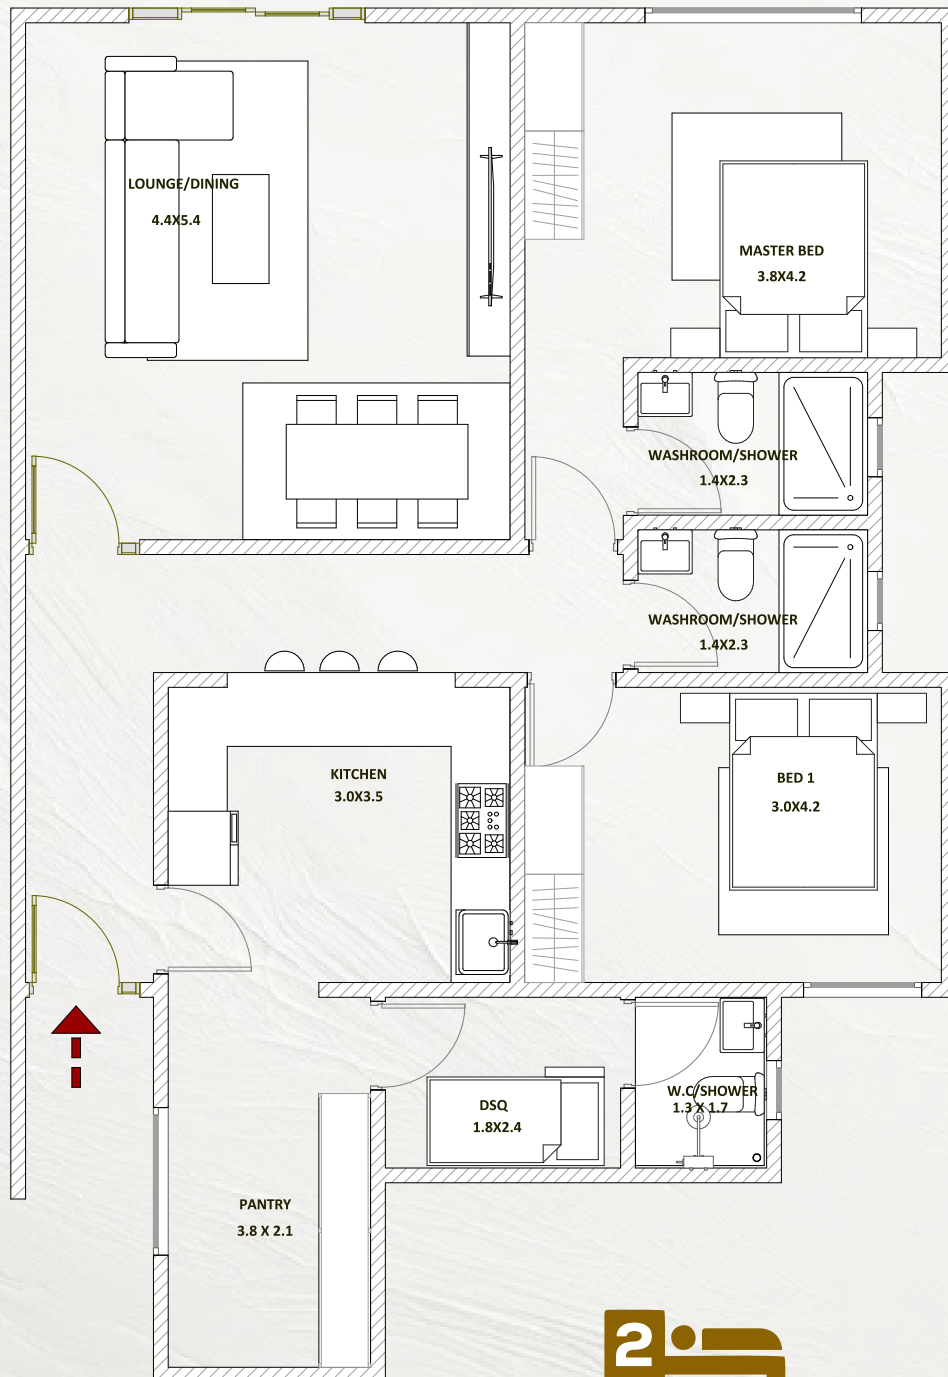 LOUNGE/DINING
4.4X5.4
MASTER BED
3.8X4.2
WASHROOM/SHOWER
1.4X2.3
WASHROOM/SHOWER
1.4X2.3
KITCHEN
3.0X3.5
BED 1
3.0X4.2
W.C/SHOWER
1.3 X 1.7
DSQ
1.8X2.4
PANTRY
3.8 X 2.1
2